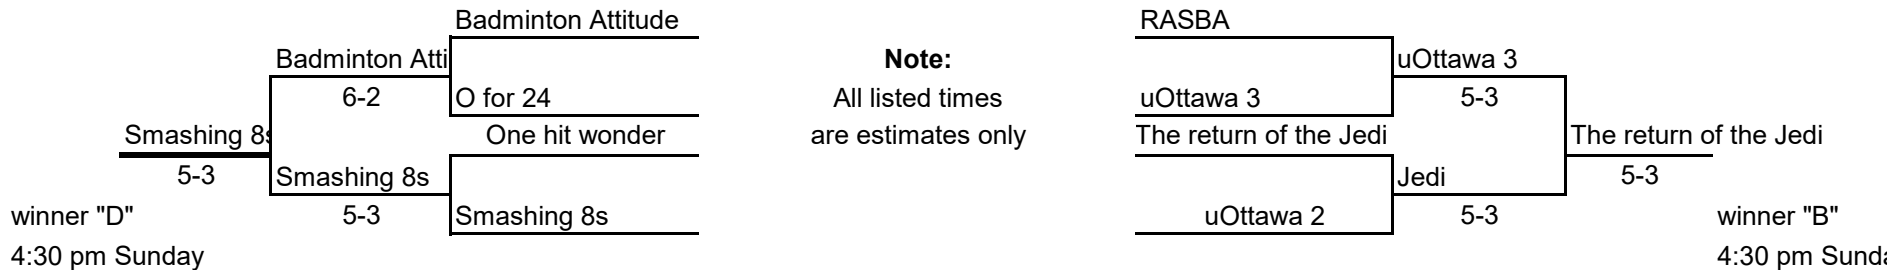 Badminton Attitude
RASBA
Badminton Atti
Note:
uOttawa 3
6-2
O for 24
All listed times
uOttawa 3
5-3
Smashing 8s
One hit wonder
are estimates only
The return of the Jedi
The return of the Jedi
5-3
Smashing 8s
Jedi
5-3
winner "D"
5-3
Smashing 8s
uOttawa 2
5-3
winner "B"
4:30 pm Sunday
4:30 pm Sunda